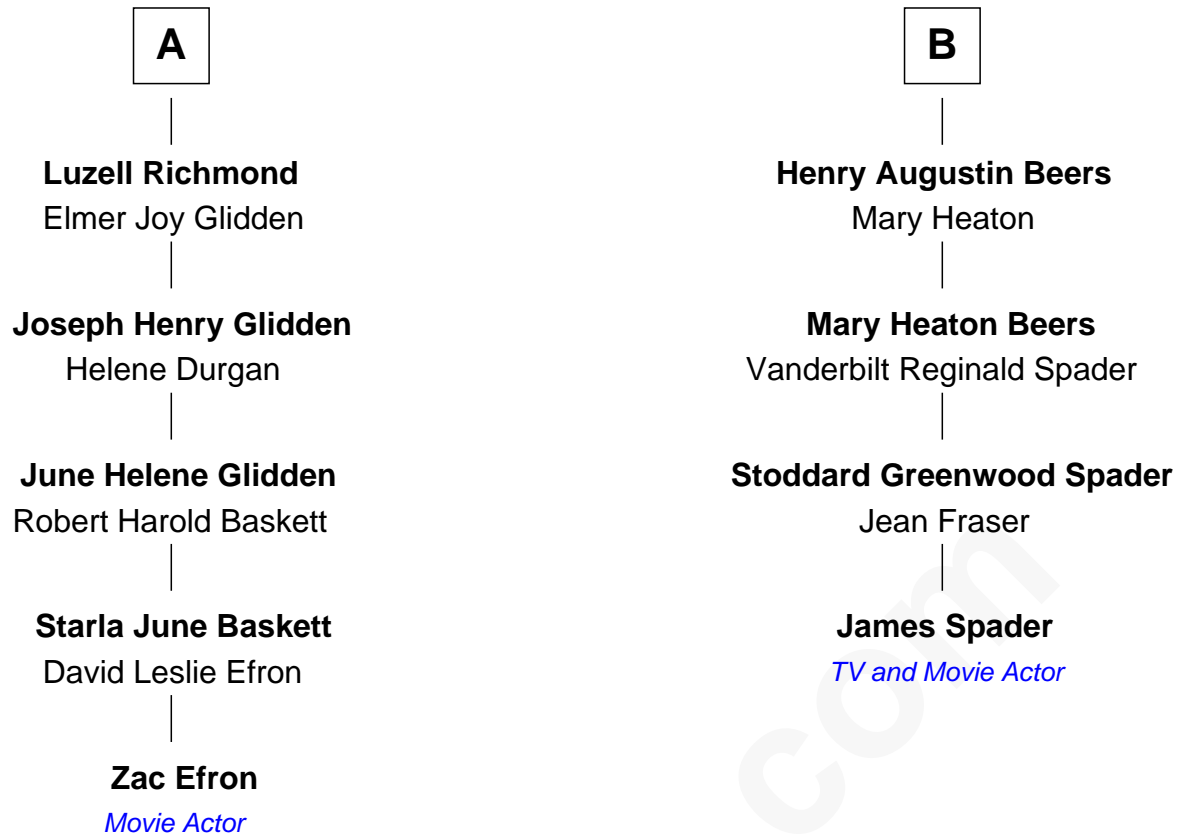 A
Luzell Richmond
Elmer Joy Glidden
Joseph Henry Glidden
Helene Durgan
June Helene Glidden
Robert Harold Baskett
Starla June Baskett
David Leslie Efron
Zac Efron
Movie Actor
B
Henry Augustin Beers
Mary Heaton
Mary Heaton Beers
Vanderbilt Reginald Spader
Stoddard Greenwood Spader
Jean Fraser
James Spader
TV and Movie Actor
com